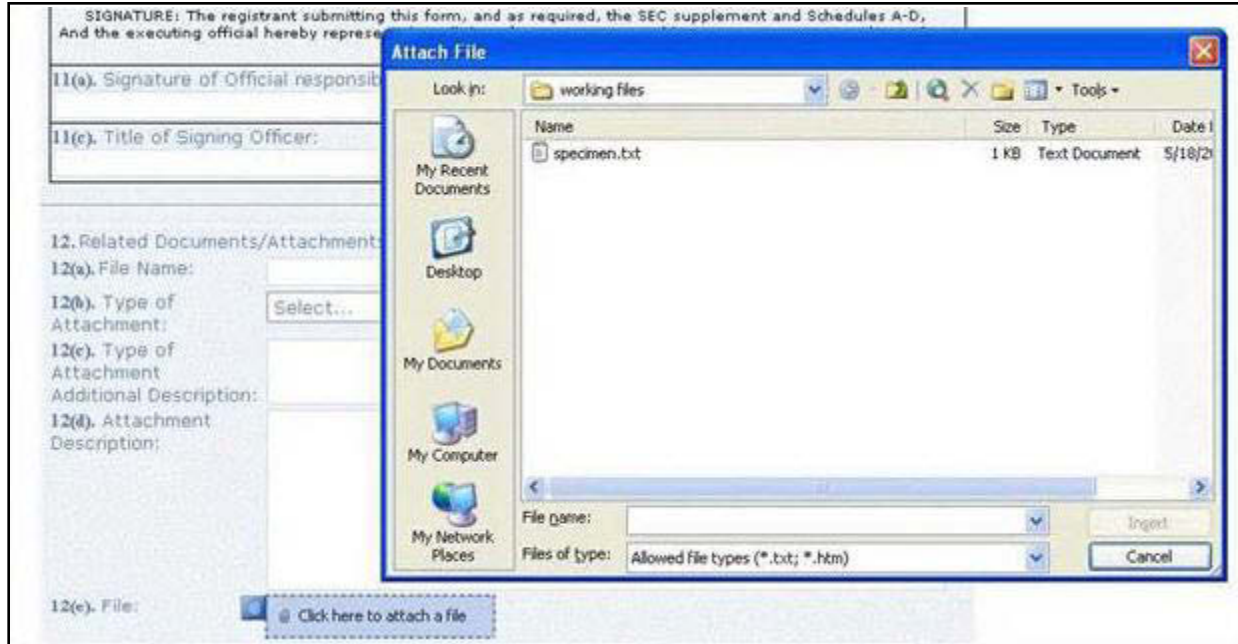 SIGNATURE: The registrant submitting this form, and as required, the SEC supplement and Schedules A-D,
And the executing official hereby represe
11(a). Signature of Official responsib
11(c). Title of Signing Officer:
12. Related Documents/Attachments
12(a). File Name:
12(b). Type of
Attachment:
Select...
12(c). Type of
Attachment
Additional Description:
12(d). Attachment
Description:
12(e). File:
Click here to attach a file
Attach File
Look in:
working files
Tools
My Recent
Documents
Desktop
My Documents
My Computer
My Network
Places
Name Size Type Date
specimen.txt 1 KB Text Document 5/18/2
File name:
Insert
Files of type:
Allowed file types (*.txt; *.htm)
Cancel